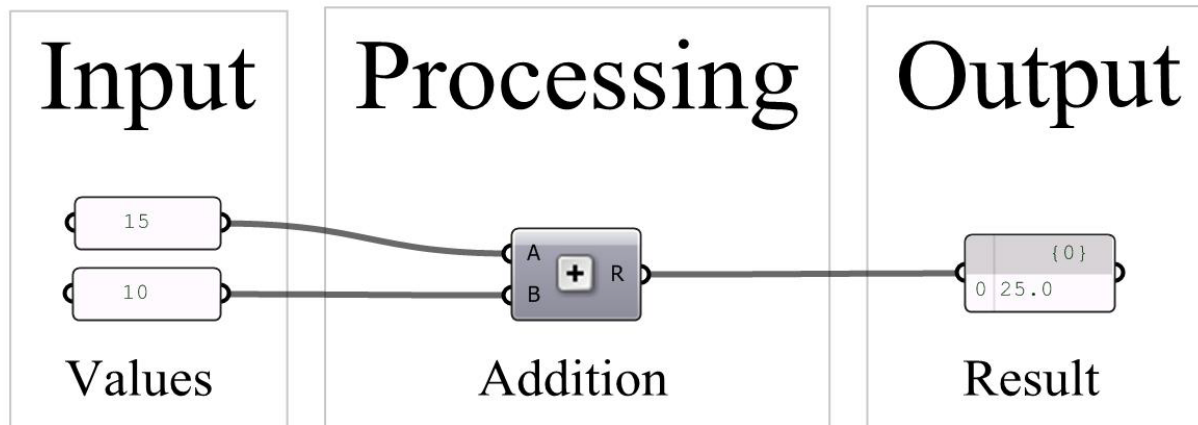 Input
15
10
Values
Processing
A
B
+
R
Addition
Output
{0}
0 25.0
Result